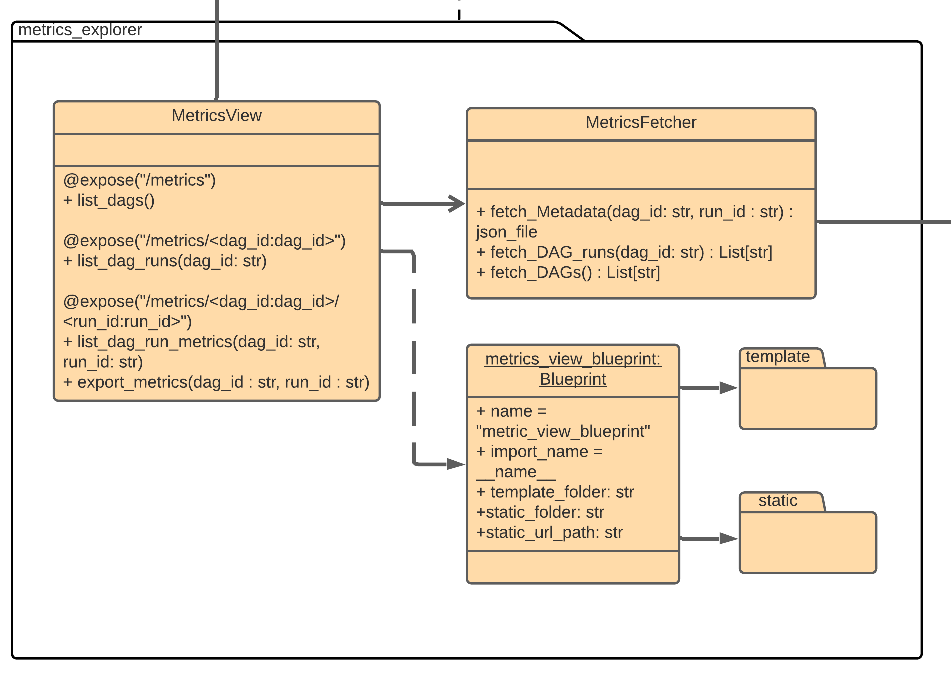 metrics_explorer
MetricsView
@expose("/metrics")
+ list_dags()
@expose("/metrics/<dag_id:dag_id>")
+ list_dag_runs(dag_id: str)
@expose("/metrics/<dag_id:dag_id>/
<run_id:run_id>")
+ list_dag_run_metrics(dag_id: str,
run_id: str)
+ export_metrics(dag_id : str, run_id : str)
MetricsFetcher
+ fetch_Metadata(dag_id: str, run_id : str) :
json_file
+ fetch_DAG_runs(dag_id: str) : List[str]
+ fetch_DAGs() : List[str]
metrics_view_blueprint:
Blueprint
+ name =
"metric_view_blueprint"
+ import_name =
__name__
+ template_folder: str
+static_folder: str
+static_url_path: str
template
static